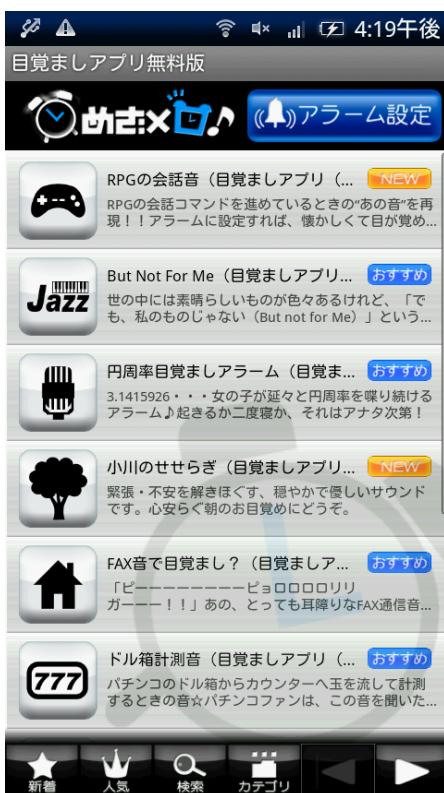 4:19午後
目覚ましアプリ無料版
めざ×
アラーム設定
RPGの会話音（目覚ましアプリ（... NEW
RPGの会話コマンドを進めているときの“あの音”を再
現！！アラームに設定すれば、懐かしくて目が覚め...
Jazz
But Not For Me（目覚ましアプリ... おすすめ
世の中には素晴らしいものが色々あるけれど、「で
も、私のものじゃない（But not for Me）」という...
円周率目覚ましアラーム（目覚ま... おすすめ
3.1415926・・・女の子が延々と円周率を喋り続ける
アラーム♪起きるか二度寝か、それはアナタ次第！
小川のせせらぎ（目覚ましアプリ... NEW
緊張・不安を解きほぐす、穏やかで優しいサウンド
です。心安らぐ朝のお目覚めにどうぞ。
FAX音で目覚まし？（目覚ましア... おすすめ
「ピーーーーーーーーーピョロロロロリリ
ガーーー！！」あの、とっても耳障りなFAX通信音...
777
ドル箱計測音（目覚ましアプリ（... おすすめ
パチンコのドル箱からカウンターへ玉を流して計測
するときの音☆パチンコファンは、この音を聞いた...
新着 人気 検索 カテゴリ